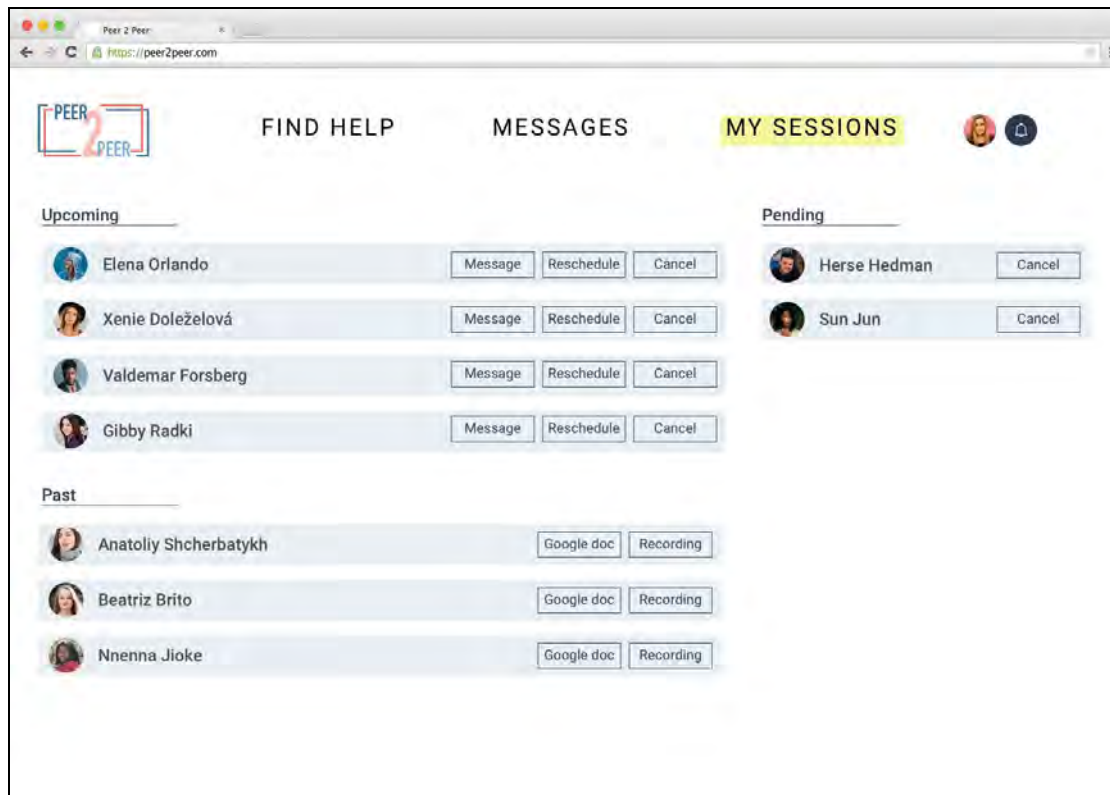 Peer 2 Peer
https://peer2peer.com
PEER
2
PEER
FIND HELP
MESSAGES
MY SESSIONS
Upcoming
Elena Orlando Message Reschedule Cancel
Xenie Doleželová Message Reschedule Cancel
Valdemar Forsberg Message Reschedule Cancel
Gibby Radki Message Reschedule Cancel
Past
Anatoliy Shcherbatykh Google doc Recording
Beatriz Brito Google doc Recording
Nnenna Jioke Google doc Recording
Pending
Herse Hedman Cancel
Sun Jun Cancel